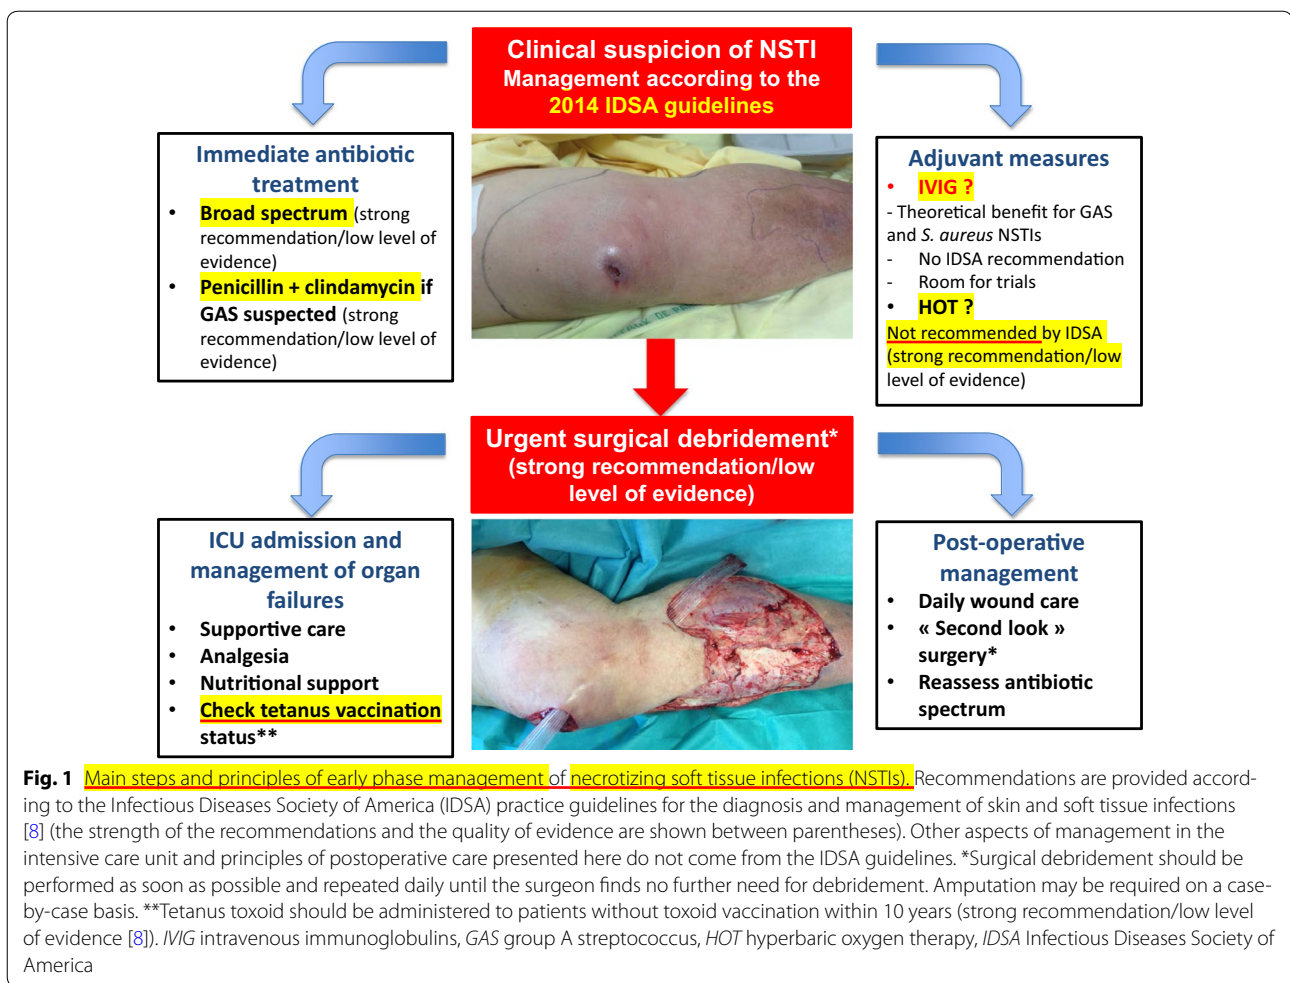 Clinical suspicion of NSTI
Management according to the
2014 IDSA guidelines
Immediate antibiotic
treatment
• Broad spectrum (strong
recommendation/low level of
evidence)
• Penicillin + clindamycin if
GAS suspected (strong
recommendation/low level of
evidence)
Adjuvant measures
• IVIG ?
- Theoretical benefit for GAS
and S. aureus NSTIs
- No IDSA recommendation
- Room for trials
• HOT ?
Not recommended by IDSA
(strong recommendation/low
level of evidence)
Urgent surgical debridement*
(strong recommendation/low
level of evidence)
ICU admission and
management of organ
failures
• Supportive care
• Analgesia
• Nutritional support
• Check tetanus vaccination
status**
Post-operative
management
• Daily wound care
• « Second look »
surgery*
• Reassess antibiotic
spectrum
Fig. 1 Main steps and principles of early phase management of necrotizing soft tissue infections (NSTIs). Recommendations are provided accord-
ing to the Infectious Diseases Society of America (IDSA) practice guidelines for the diagnosis and management of skin and soft tissue infections
[8] (the strength of the recommendations and the quality of evidence are shown between parentheses). Other aspects of management in the
intensive care unit and principles of postoperative care presented here do not come from the IDSA guidelines. *Surgical debridement should be
performed as soon as possible and repeated daily until the surgeon finds no further need for debridement. Amputation may be required on a case-
by-case basis. **Tetanus toxoid should be administered to patients without toxoid vaccination within 10 years (strong recommendation/low level
of evidence [8]). IVIG intravenous immunoglobulins, GAS group A streptococcus, HOT hyperbaric oxygen therapy, IDSA Infectious Diseases Society of
America